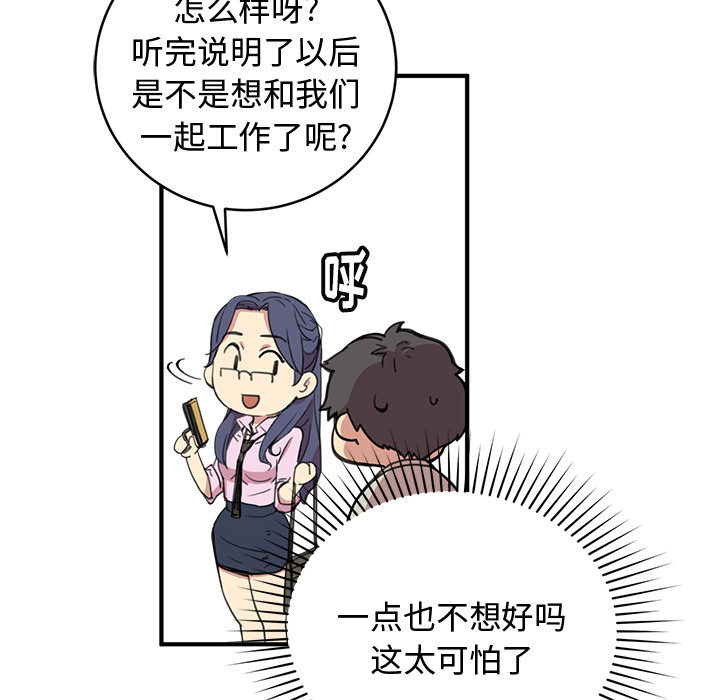 怎么样呀?
听完说明了以后
是不是想和我们
一起工作了呢?
呼
一点也不想好吗
这太可怕了